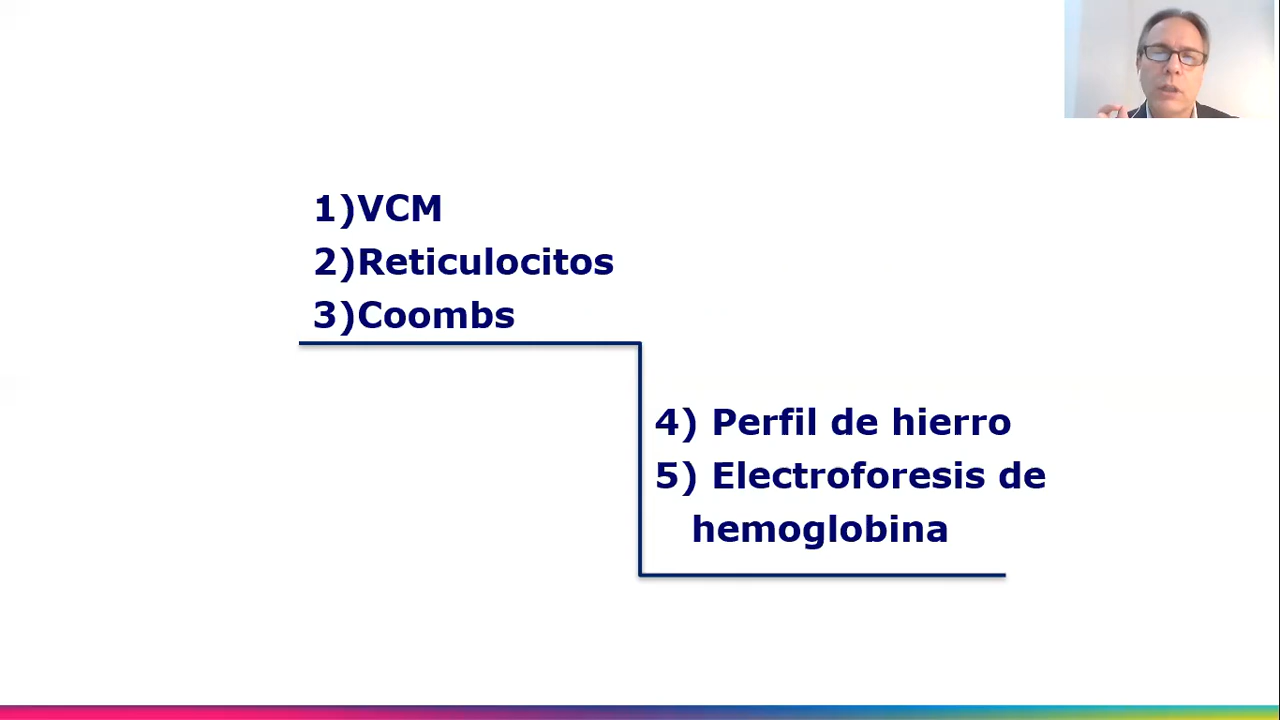 1)VCM
2)Reticulocitos
3)Coombs
4) Perfil de hierro
5) Electroforesis de
hemoglobina